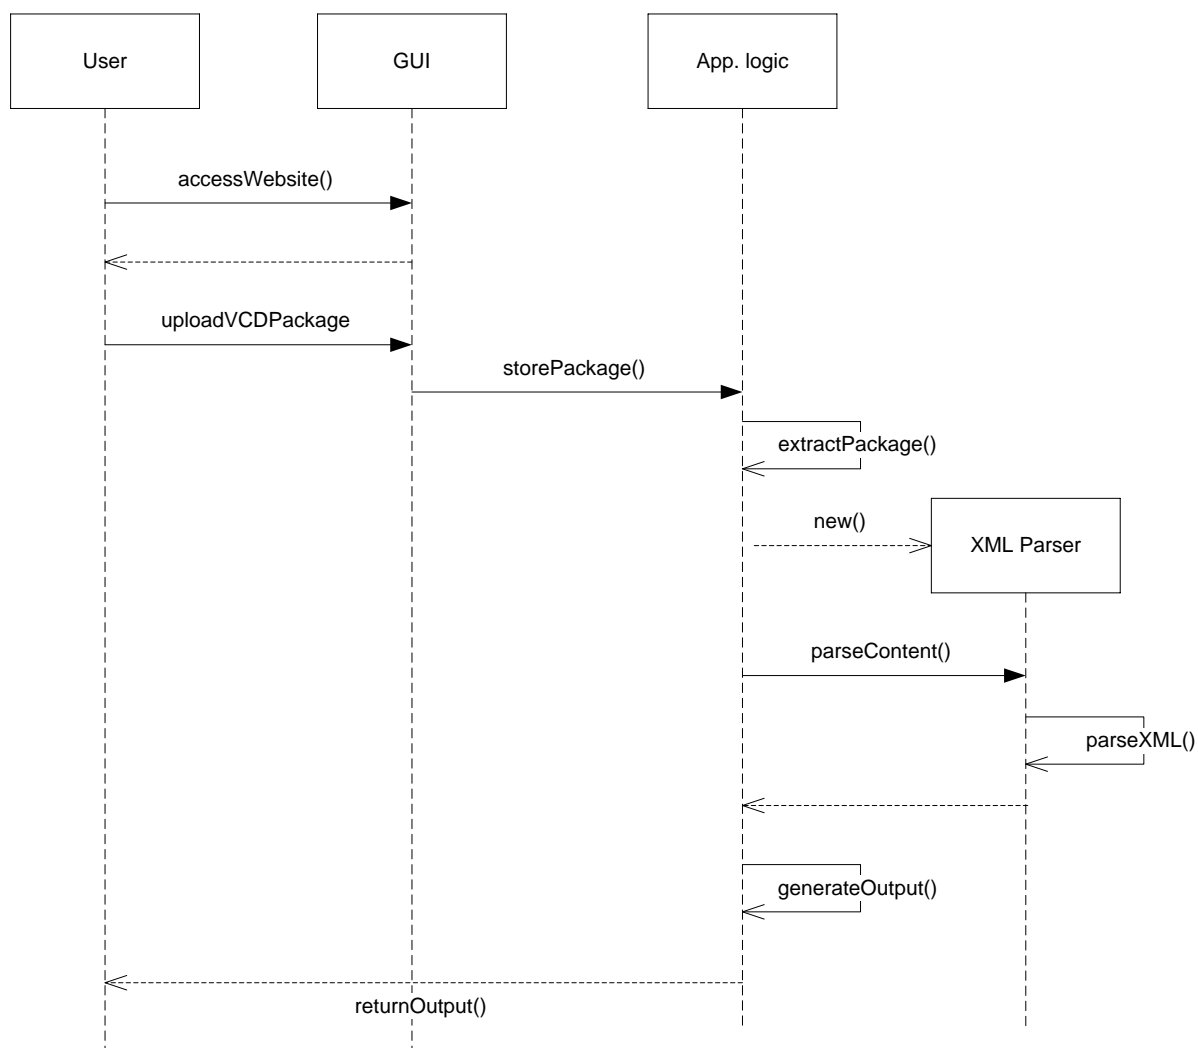 User
GUI
App. logic
accessWebsite()
uploadVCDPackage
storePackage()
extractPackage()
new()
XML Parser
parseContent()
parseXML()
generateOutput()
returnOutput()